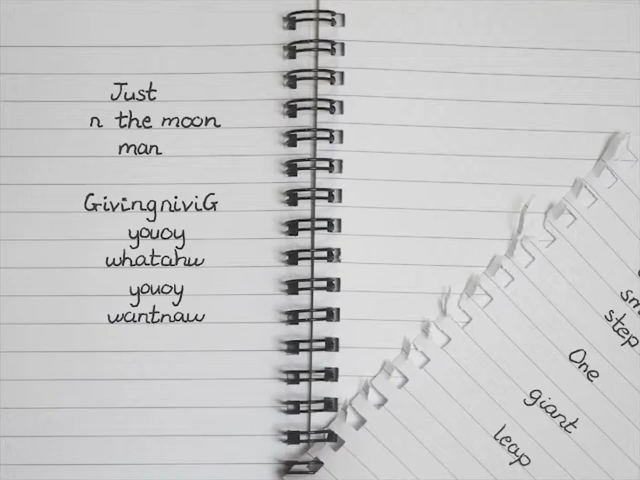 Just
n the moon
man
GivingniviG
youoy
whatahw
youoy
wantnaw
step
One
giant
leap